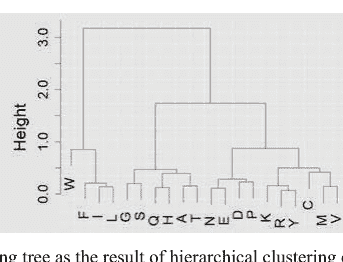 Height
3.0
2.0
1.0
0.0
W F I L G S Q H A T N E D P K R Y C M V
ng tree as the result of hierarchical clustering